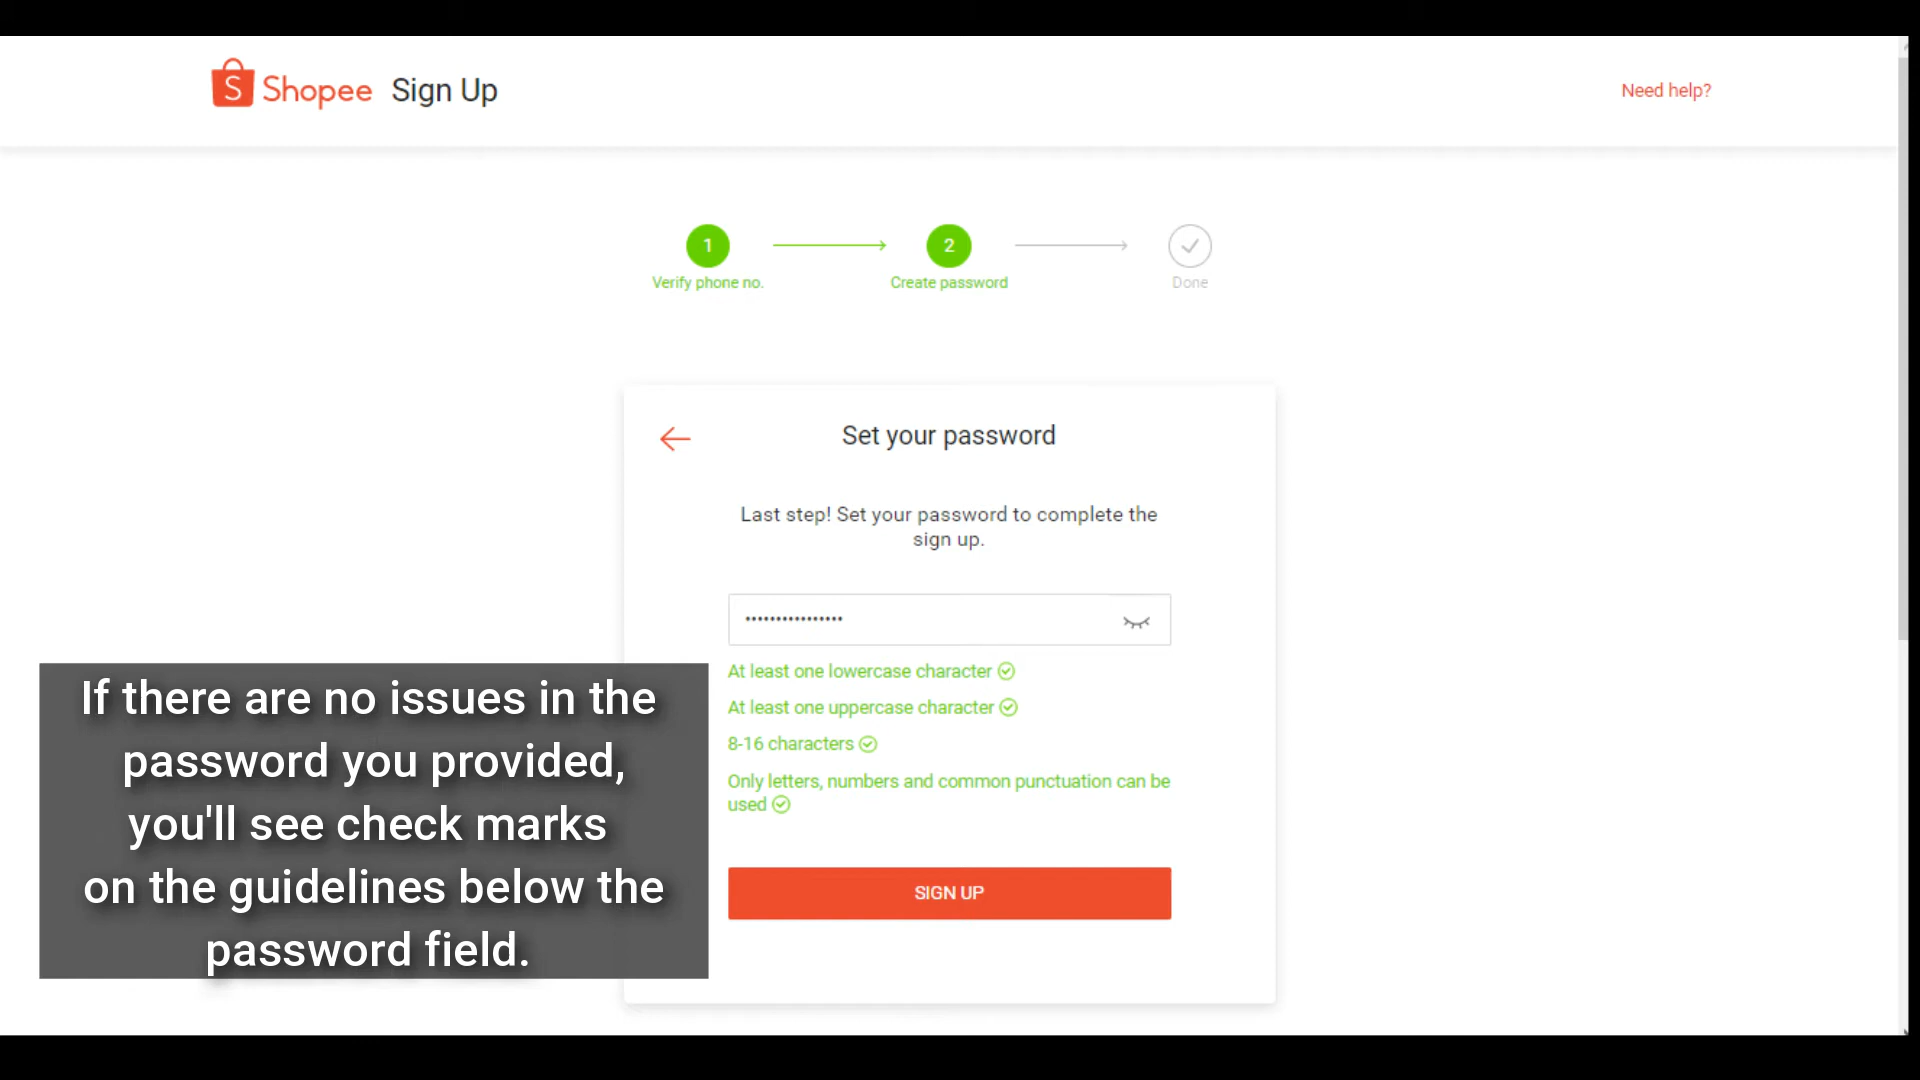 Shopee Sign Up
Need help?
1
2
Verify phone no.
Create password
Done
Set your password
Last step! Set your password to complete the
sign up.
••••••••••••••••
At least one lowercase character
At least one uppercase character
8-16 characters
Only letters, numbers and common punctuation can be
used
SIGN UP
If there are no issues in the
password you provided,
you'll see check marks
on the guidelines below the
password field.